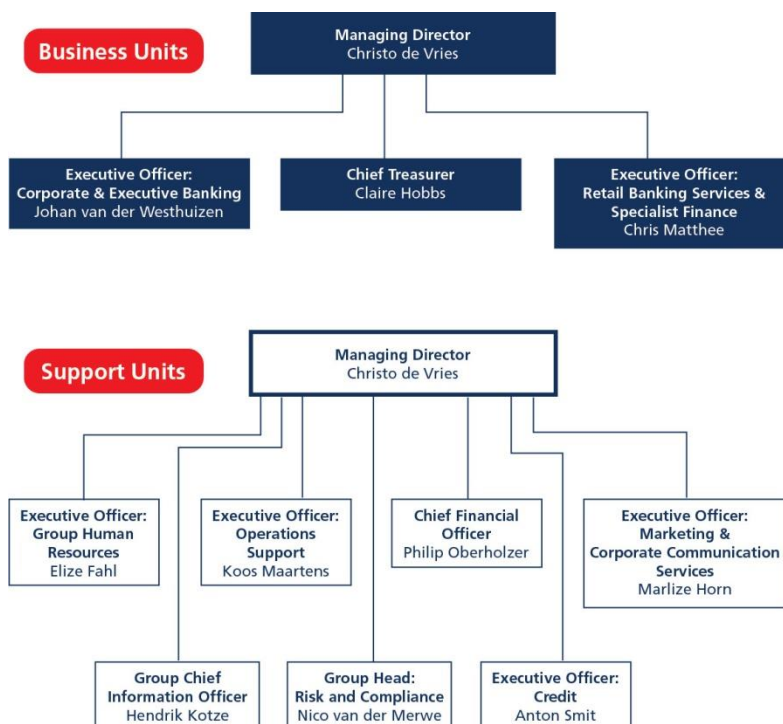 Business Units
Managing Director
Christo de Vries
Executive Officer:
Corporate & Executive Banking
Johan van der Westhuizen
Chief Treasurer
Claire Hobbs
Executive Officer:
Retail Banking Services &
Specialist Finance
Chris Matthee
Support Units
Managing Director
Christo de Vries
Executive Officer:
Group Human
Resources
Elize Fahl
Executive Officer:
Operations
Support
Koos Maartens
Chief Financial
Officer
Philip Oberholzer
Executive Officer:
Marketing &
Corporate Communication
Services
Marlize Horn
Group Chief
Information Officer
Hendrik Kotze
Group Head:
Risk and Compliance
Nico van der Merwe
Executive Officer:
Credit
Anton Smit